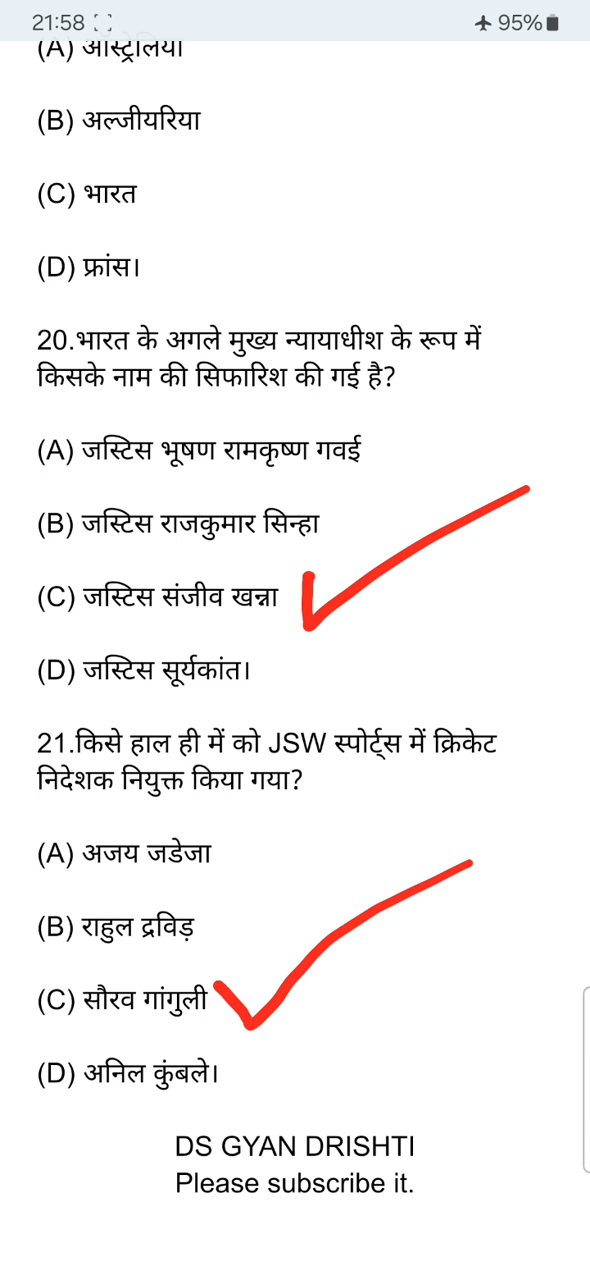 21:58
95%
(A) ऑस्ट्रेलिया
(B) अल्जीयरिया
(C) भारत
(D) फ्रांस।
20.भारत के अगले मुख्य न्यायाधीश के रूप में
किसके नाम की सिफारिश की गई है?
(A) जस्टिस भूषण रामकृष्ण गवई
(B) जस्टिस राजकुमार सिन्हा
(C) जस्टिस संजीव खन्ना
(D) जस्टिस सूर्यकांत।
21.किसे हाल ही में को JSW स्पोर्ट्स में क्रिकेट
निदेशक नियुक्त किया गया?
(A) अजय जडेजा
(B) राहुल द्रविड़
(C) सौरव गांगुली
(D) अनिल कुंबले।
DS GYAN DRISHTI
Please subscribe it.